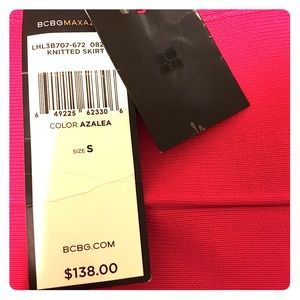 BCBGMAXAZ
LHL3B707-672 082
KNITTED SKIRT
6 49225 62330 6
COLOR AZALEA
SIZE S
BCBG.COM
$138.00